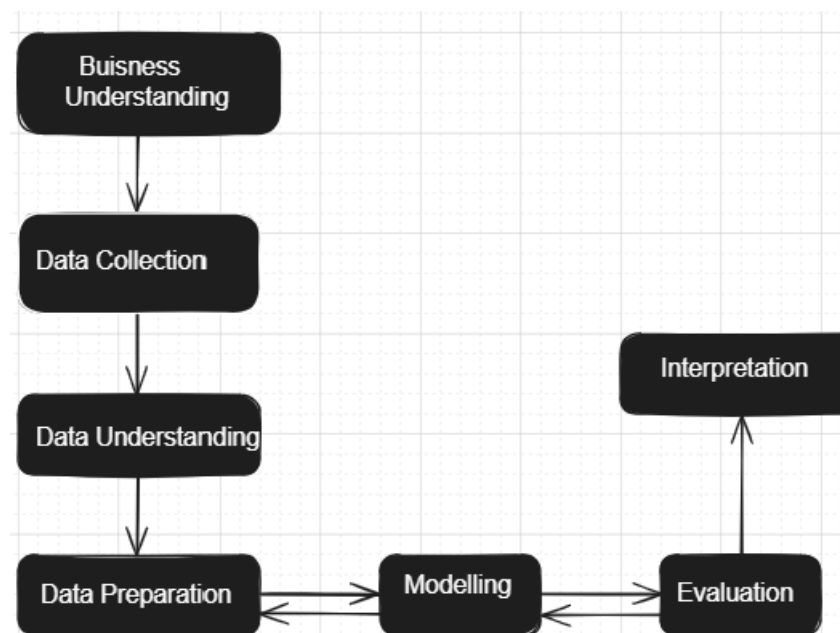 Buisness
Understanding
Data Collection
Data Understanding
Interpretation
Data Preparation
Modelling
Evaluation